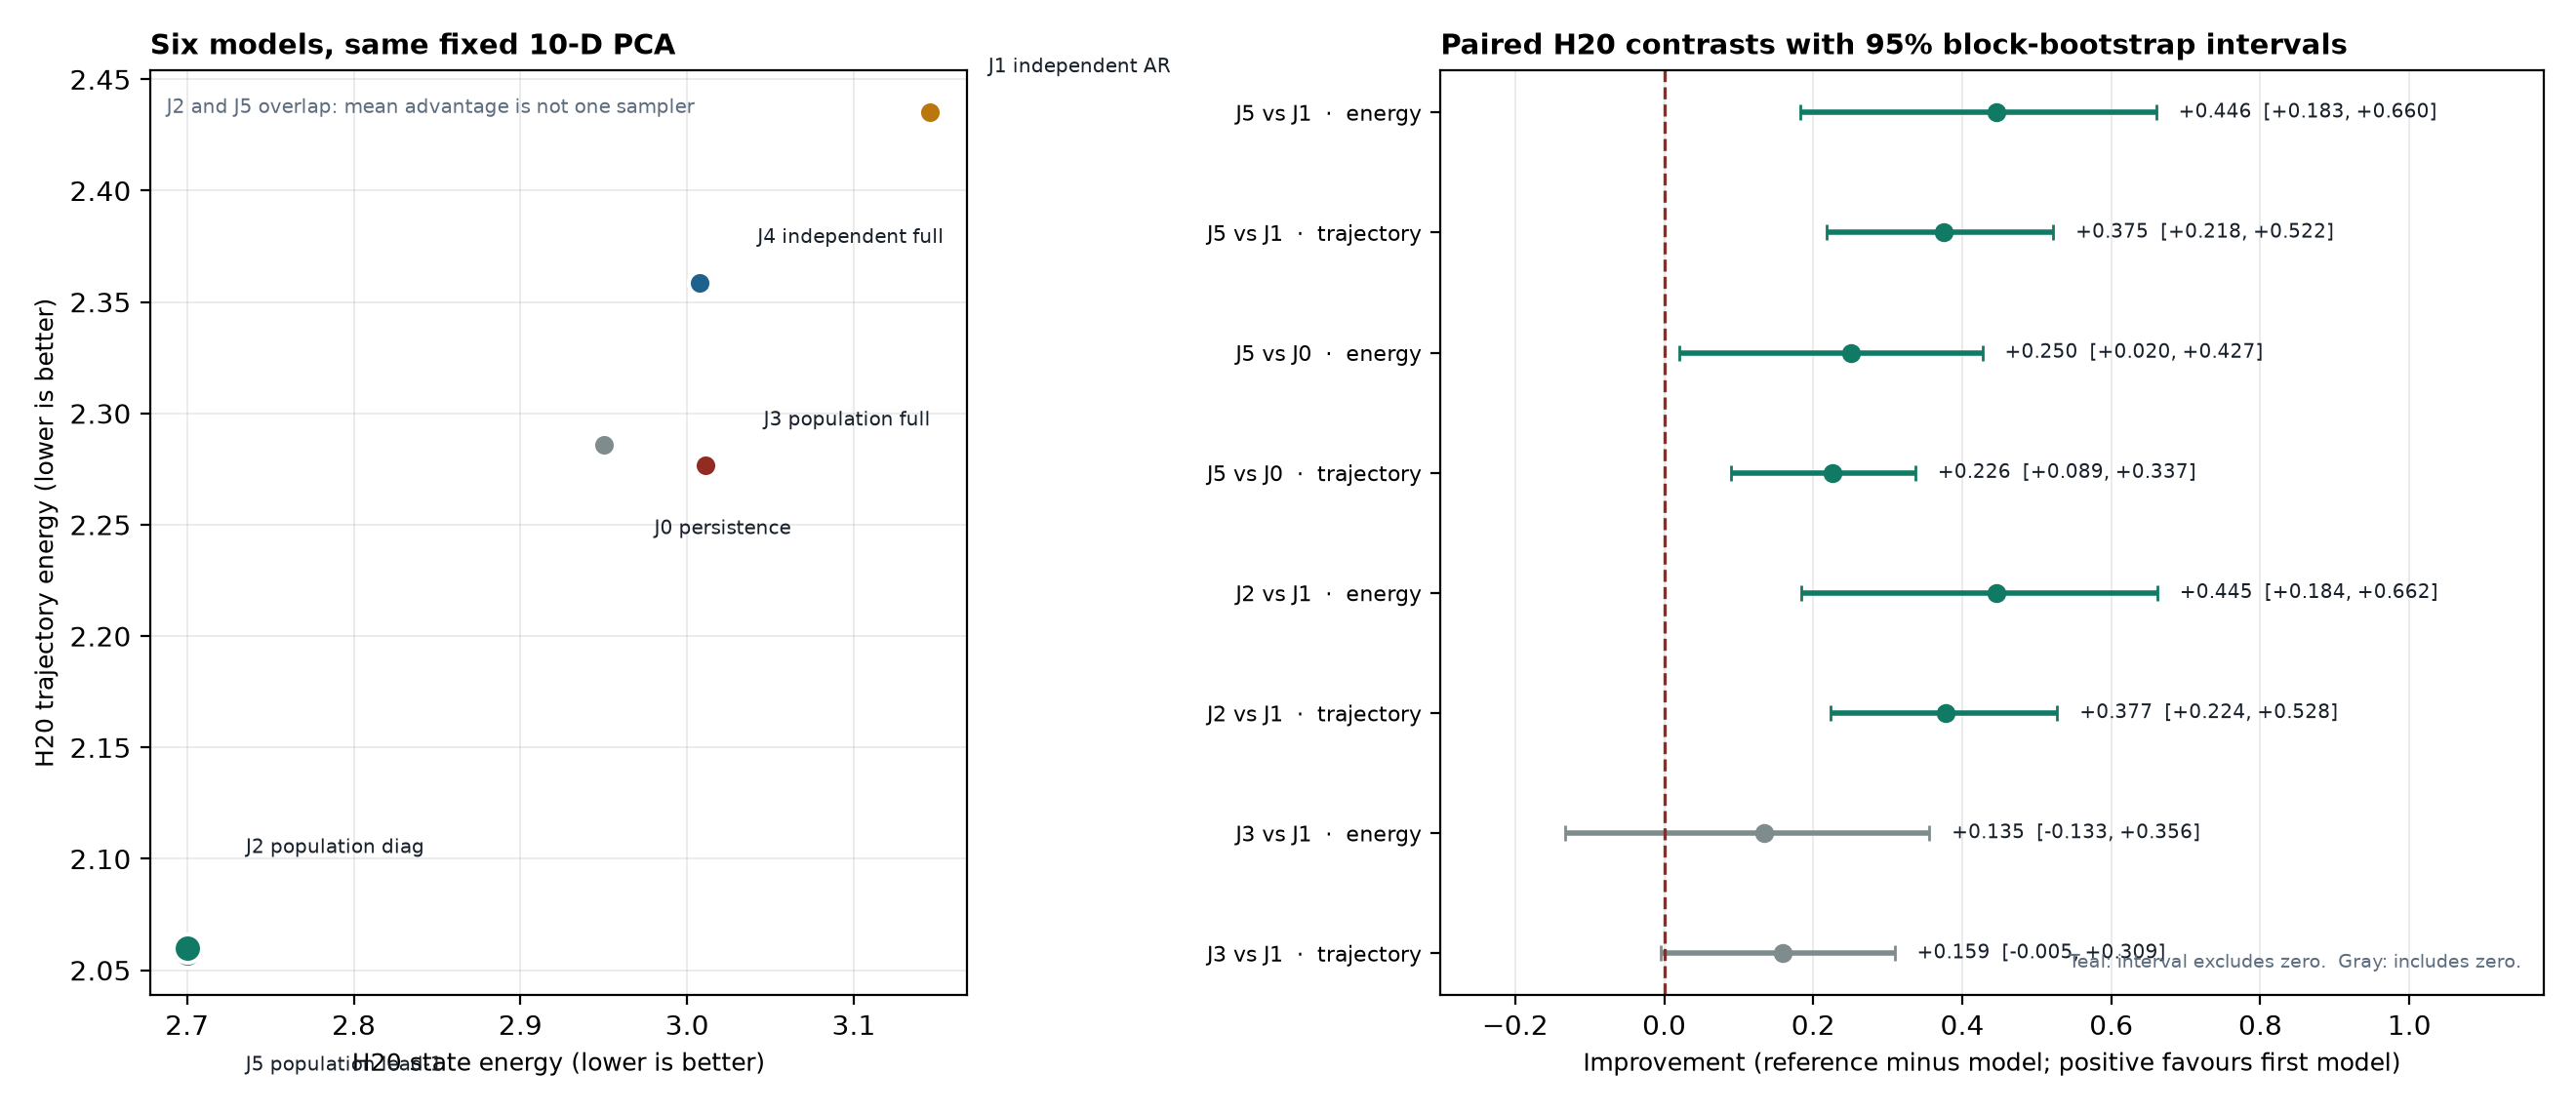 Six models, same fixed 10-D PCA
J1 independent AR
J2 and J5 overlap: mean advantage is not one sampler
J4 independent full
J3 population full
J0 persistence
J2 population diag
J5 population lead-1
H20 trajectory energy (lower is better)
2.45
2.40
2.35
2.30
2.25
2.20
2.15
2.10
2.05
2.7 2.8 2.9 3.0 3.1
H20 state energy (lower is better)
Paired H20 contrasts with 95% block-bootstrap intervals
J5 vs J1 · energy +0.446 [+0.183, +0.660]
J5 vs J1 · trajectory +0.375 [+0.218, +0.522]
J5 vs J0 · energy +0.250 [+0.020, +0.427]
J5 vs J0 · trajectory +0.226 [+0.089, +0.337]
J2 vs J1 · energy +0.445 [+0.184, +0.662]
J2 vs J1 · trajectory +0.377 [+0.224, +0.528]
J3 vs J1 · energy +0.135 [-0.133, +0.356]
J3 vs J1 · trajectory +0.159 [-0.005, +0.309]
Teal: interval excludes zero. Gray: includes zero.
−0.2 0.0 0.2 0.4 0.6 0.8 1.0
Improvement (reference minus model; positive favours first model)